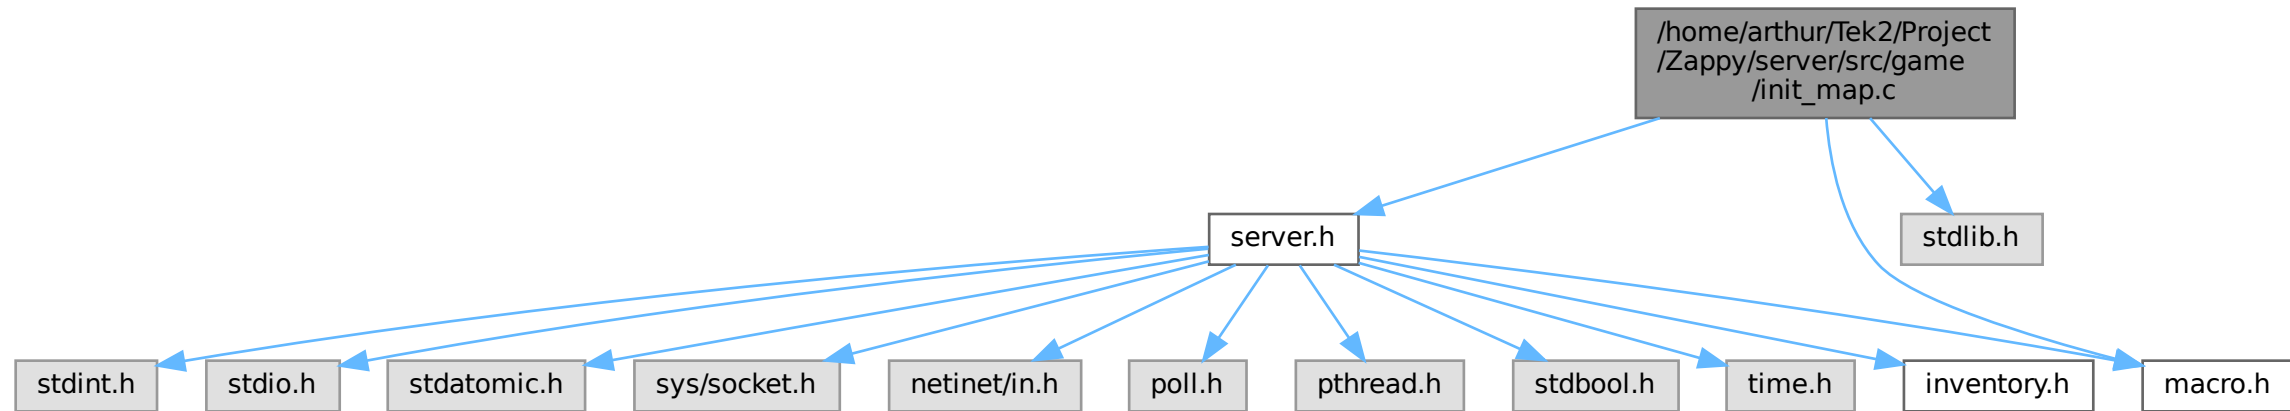 /home/arthur/Tek2/Project
/Zappy/server/src/game
/init_map.c
server.h
stdlib.h
stdint.h
stdio.h
stdatomic.h
sys/socket.h
netinet/in.h
poll.h
pthread.h
stdbool.h
time.h
inventory.h
macro.h